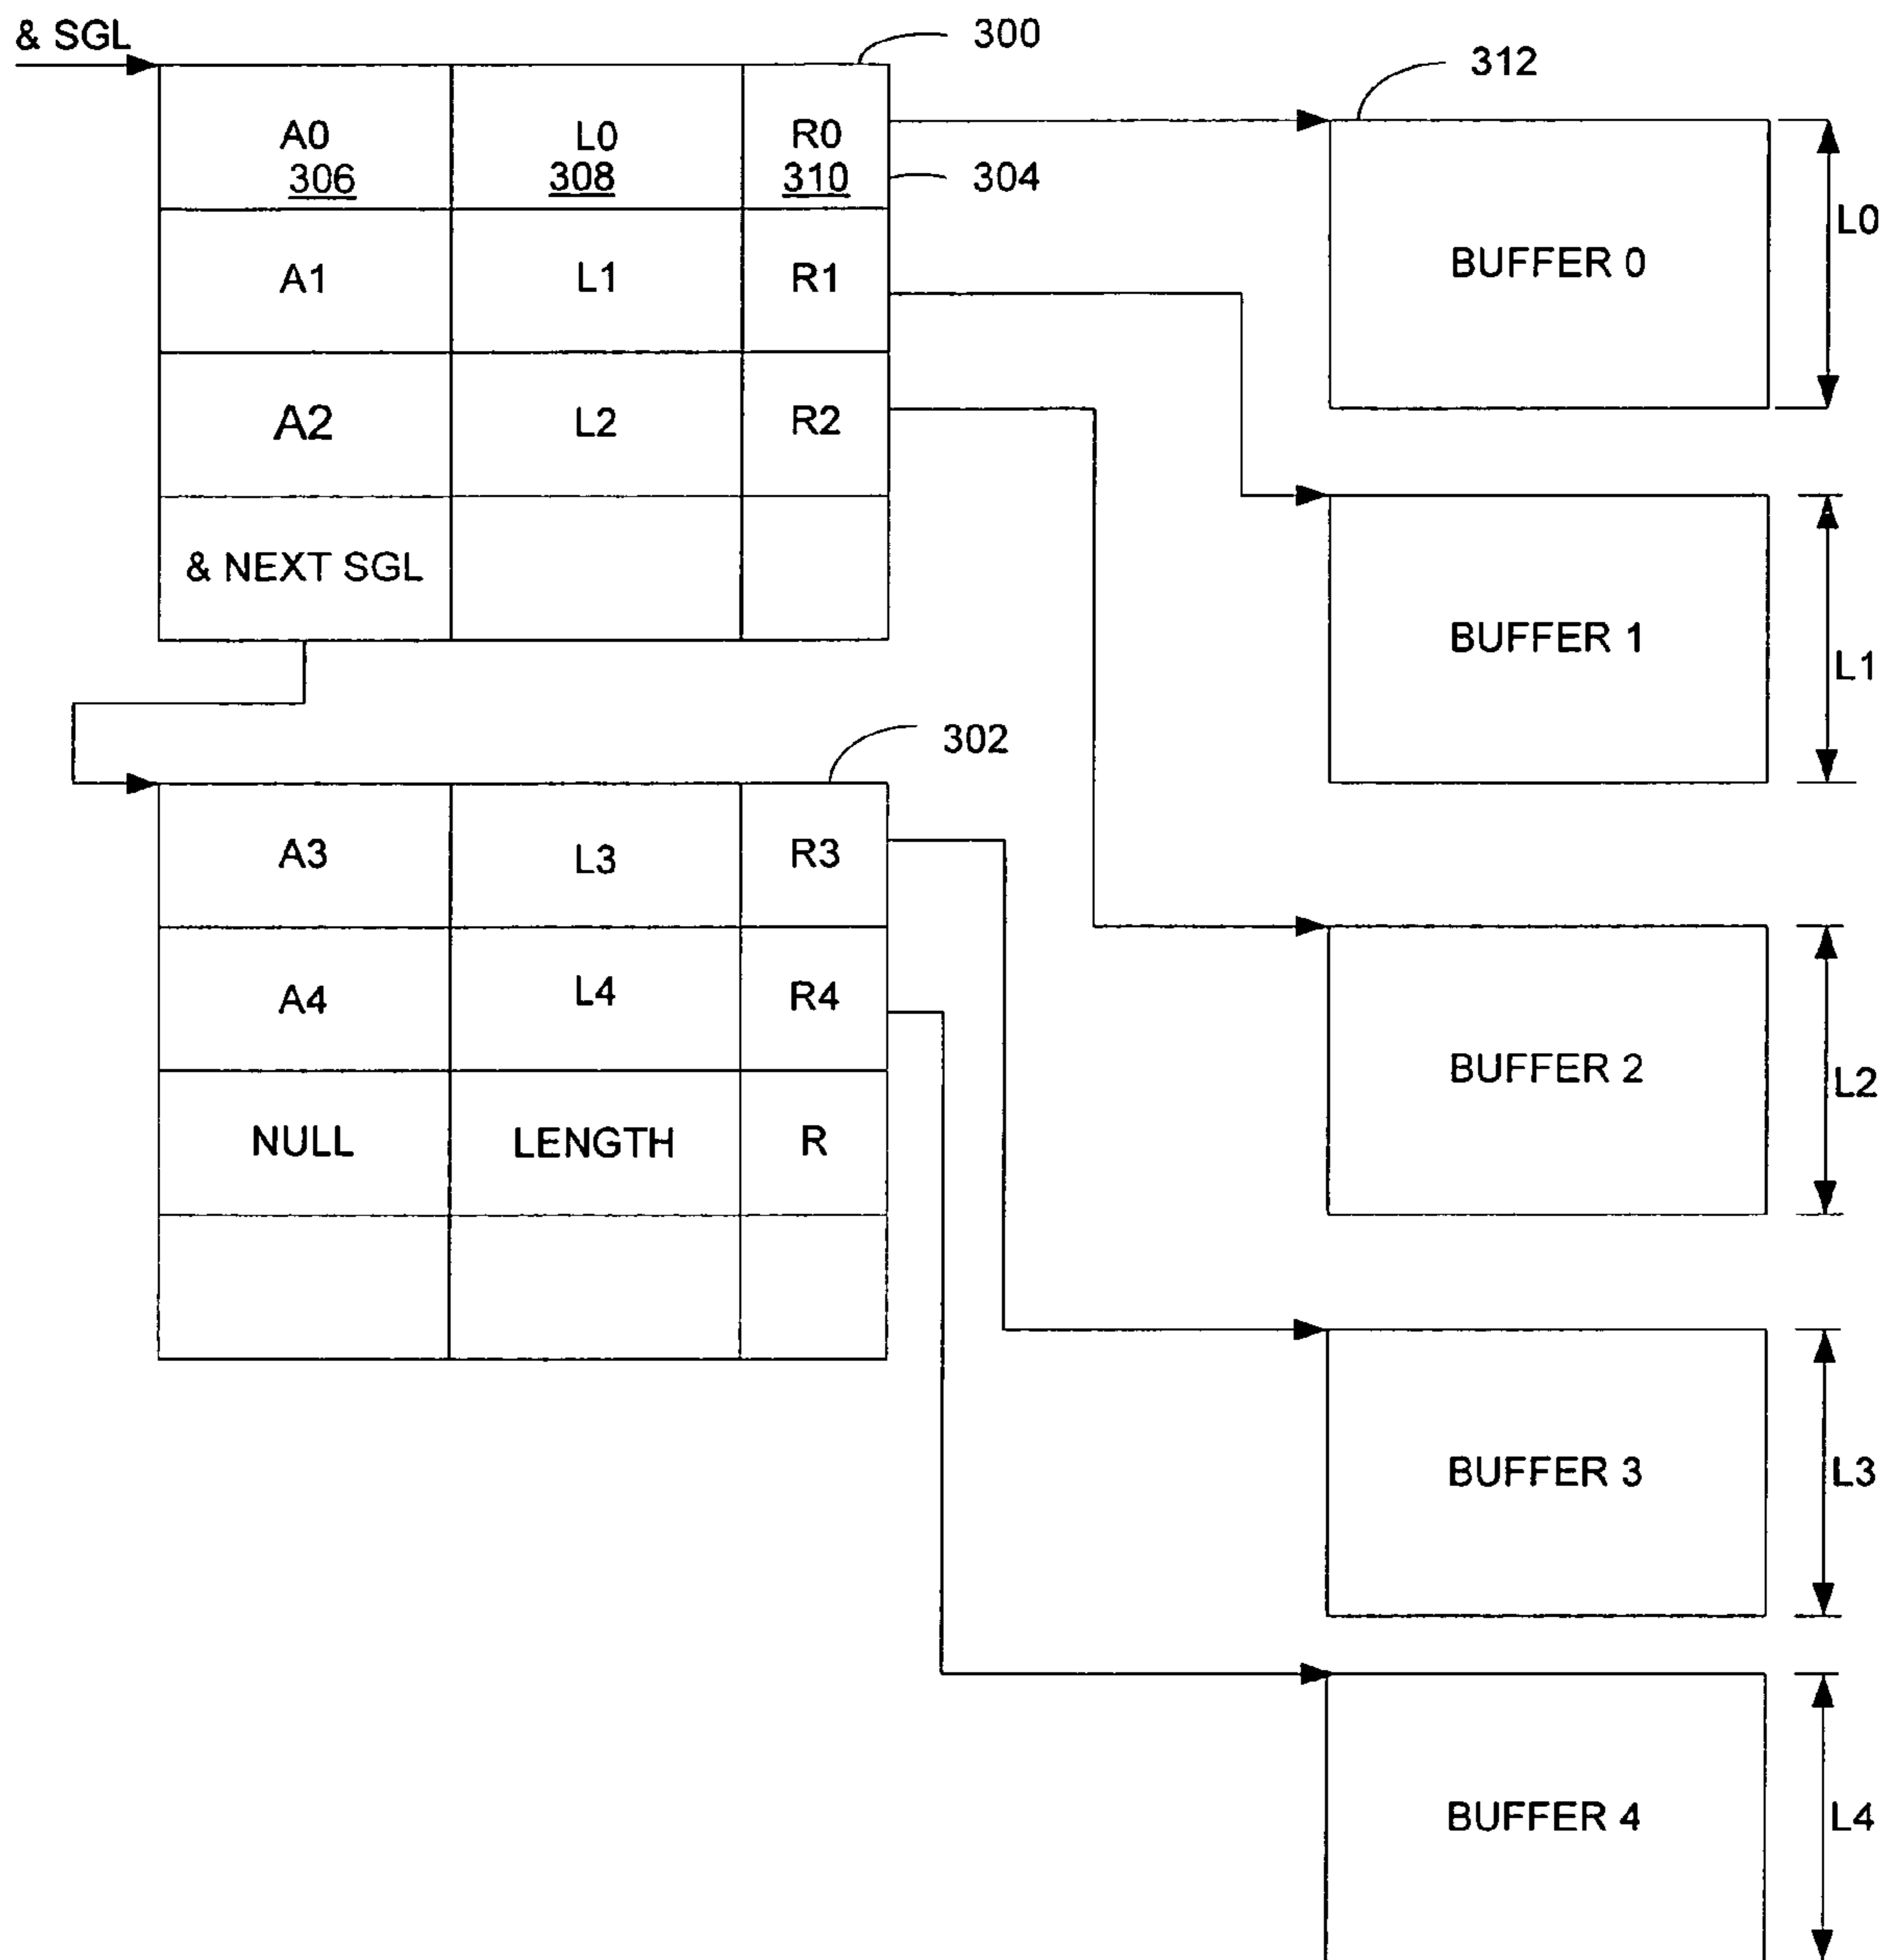 & SGL
300
312
A0
306
L0
308
R0
310
304
BUFFER 0
L0
A1
L1
R1
A2
L2
R2
& NEXT SGL
BUFFER 1
L1
302
A3
L3
R3
A4
L4
R4
NULL
LENGTH
R
BUFFER 2
L2
BUFFER 3
L3
BUFFER 4
L4